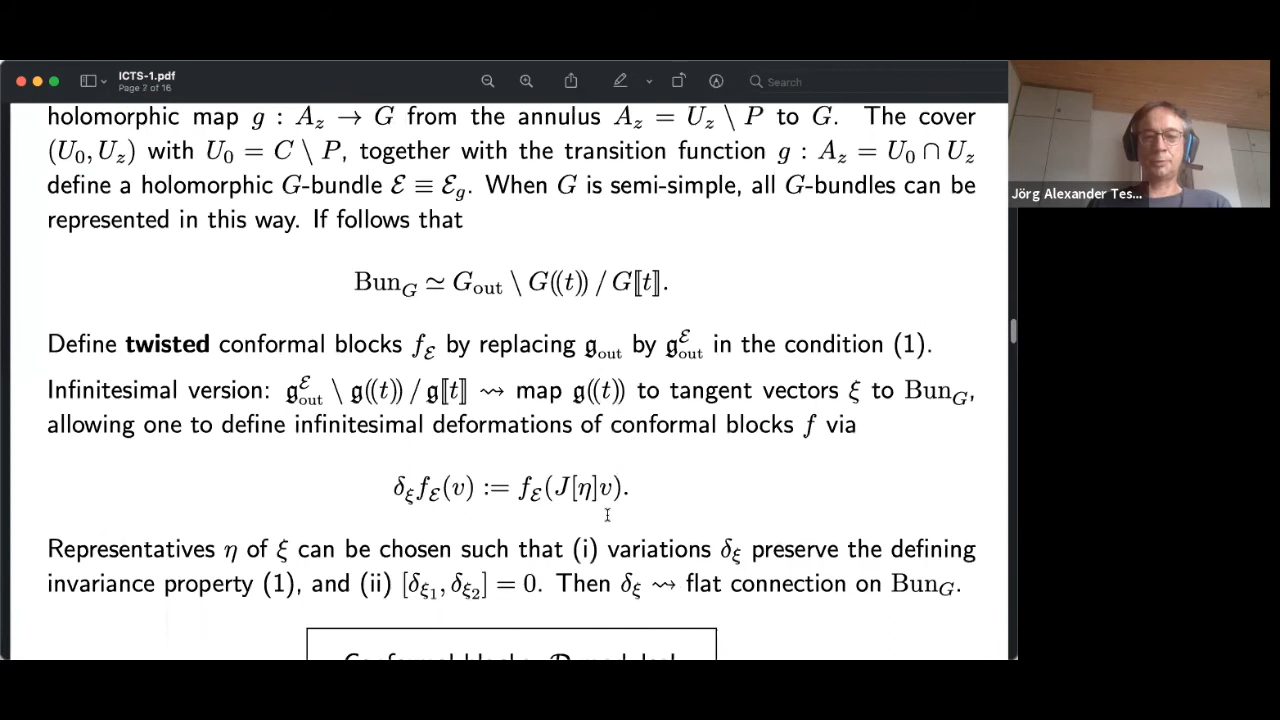 ICTS-1.pdf
Page 7 of 16
Search
holomorphic map g : A_z → G from the annulus A_z = U_z \ P to G. The cover
(U_0, U_z) with U_0 = C \ P, together with the transition function g : A_z = U_0 ∩ U_z
define a holomorphic G-bundle ℰ ≡ ℰ_g. When G is semi-simple, all G-bundles can be
represented in this way. If follows that
Bun_G ≃ G_out \ G((t)) / G[[t]].
Define twisted conformal blocks f_ℰ by replacing 𝔤_out by 𝔤^ℰ_out in the condition (1).
Infinitesimal version: 𝔤^ℰ_out \ 𝔤((t)) / 𝔤[[t]] ⇝ map 𝔤((t)) to tangent vectors ξ to Bun_G,
allowing one to define infinitesimal deformations of conformal blocks f via
δ_ξ f_ℰ(v) := f_ℰ(J[η]v).
Representatives η of ξ can be chosen such that (i) variations δ_ξ preserve the defining
invariance property (1), and (ii) [δ_ξ₁, δ_ξ₂] = 0. Then δ_ξ ⇝ flat connection on Bun_G.
Jörg Alexander Tes...